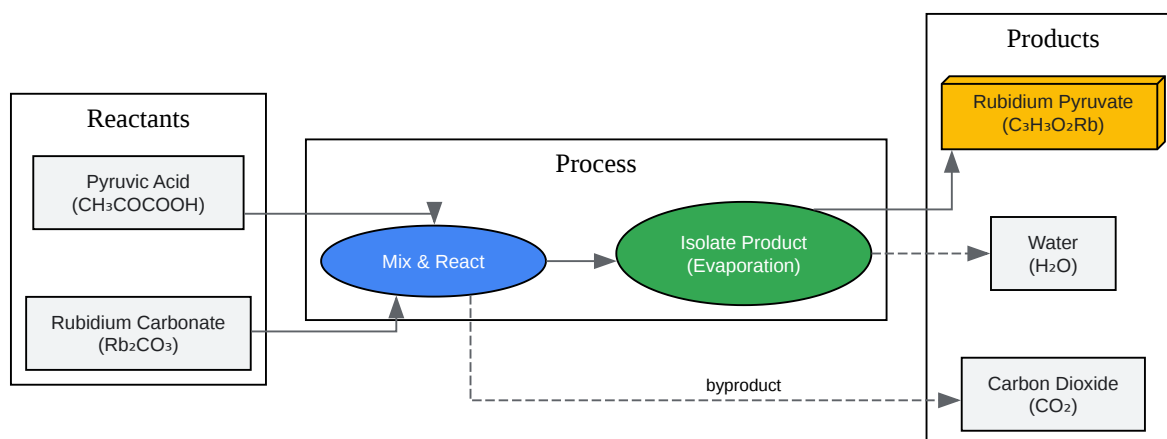 Reactants
Pyruvic Acid
(CH₃COCOOH)
Rubidium Carbonate
(Rb₂CO₃)
Process
Mix & React
Isolate Product
(Evaporation)
byproduct
Products
Rubidium Pyruvate
(C₃H₃O₂Rb)
Water
(H₂O)
Carbon Dioxide
(CO₂)